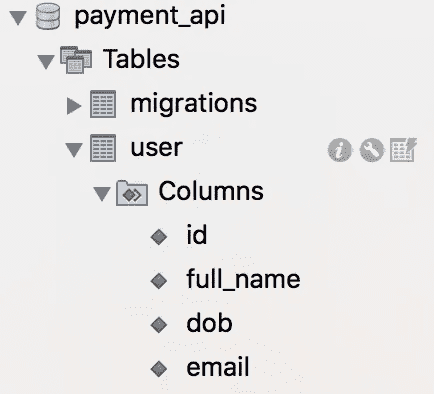 payment_api
Tables
migrations
user
Columns
id
full_name
dob
email